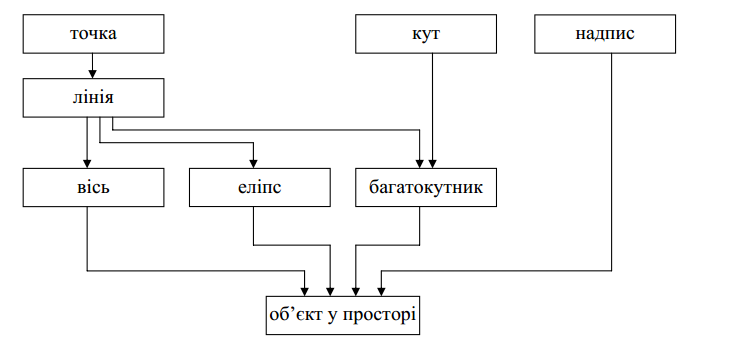 точка
кут
надпис
лінія
вісь
еліпс
багатокутник
об’єкт у просторі